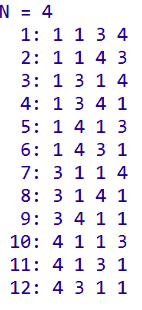 N = 4
1: 1 1 3 4
2: 1 1 4 3
3: 1 3 1 4
4: 1 3 4 1
5: 1 4 1 3
6: 1 4 3 1
7: 3 1 1 4
8: 3 1 4 1
9: 3 4 1 1
10: 4 1 1 3
11: 4 1 3 1
12: 4 3 1 1